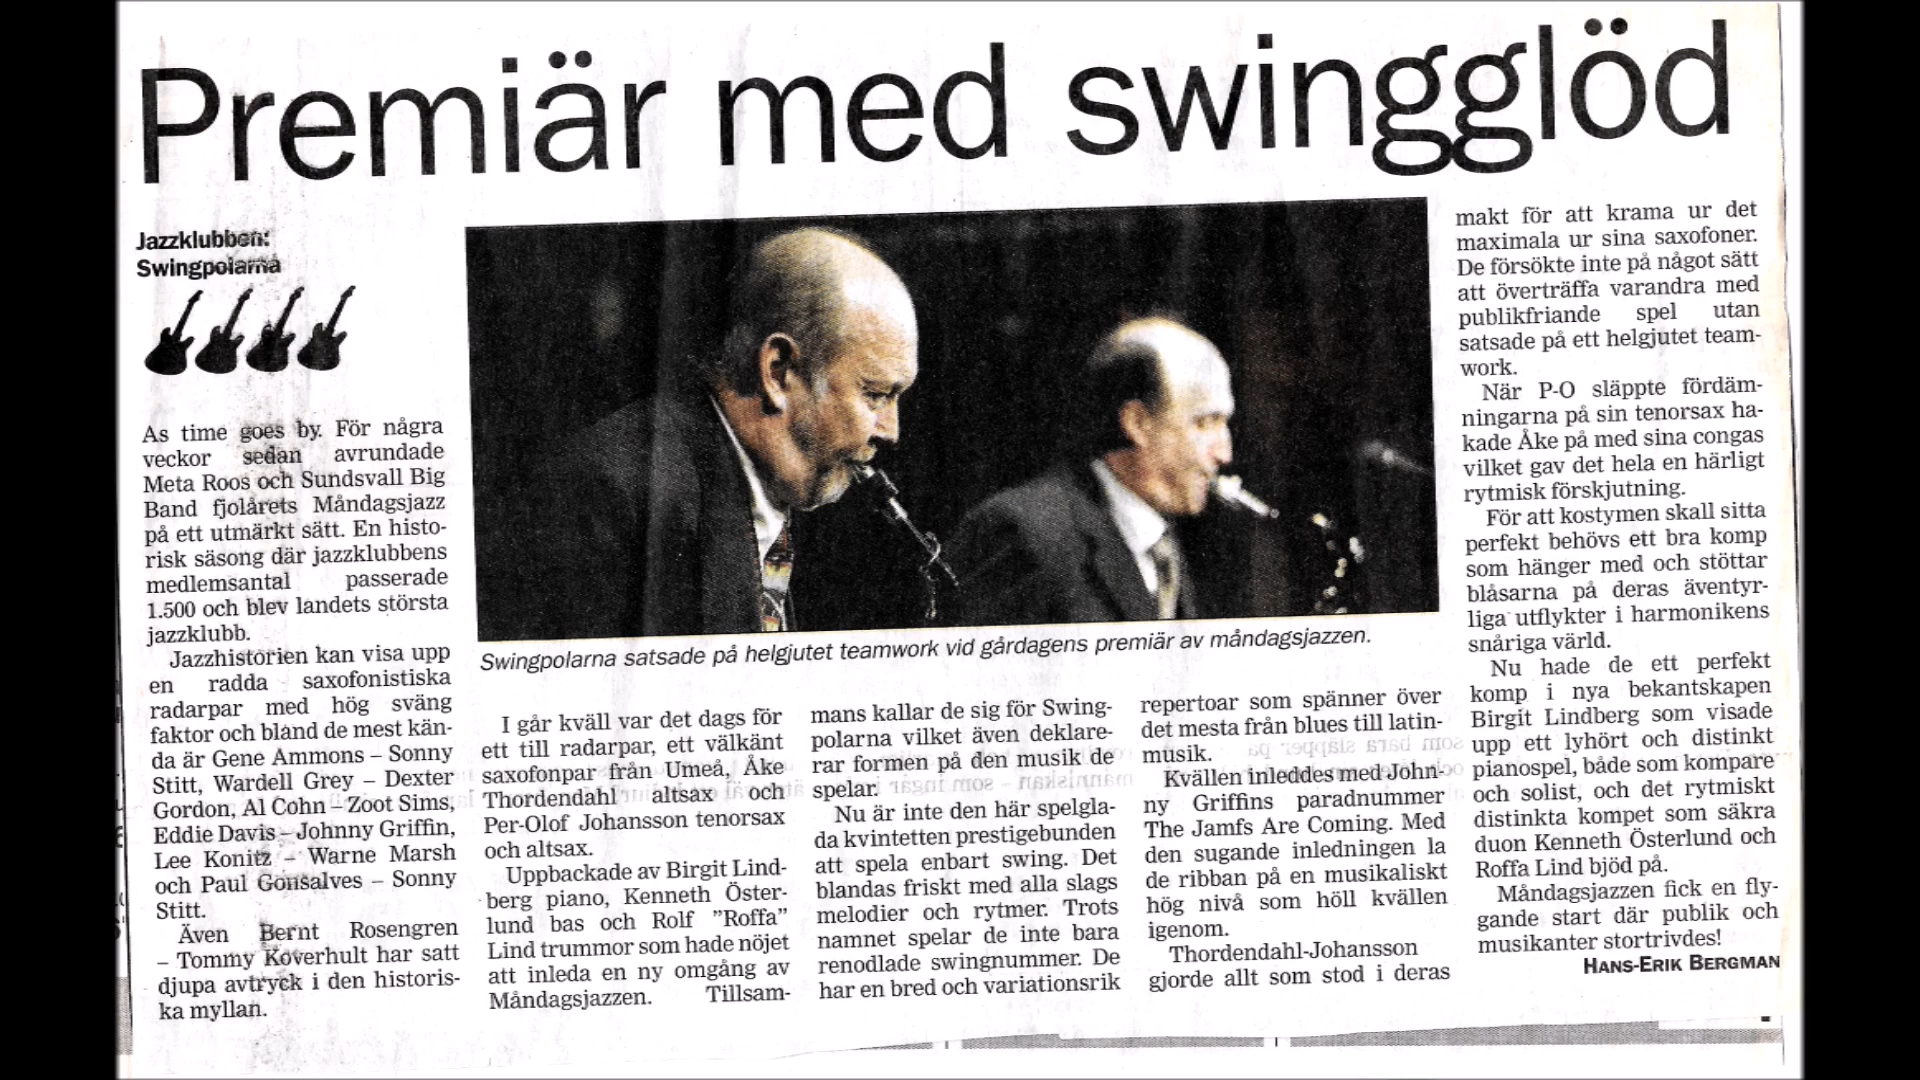 Premiär med swingglöd
Jazzklubben:
Swingpolarna
As time goes by. För några
veckor sedan avrundade
Meta Roos och Sundsvall Big
Band fjolårets Måndagsjazz
på ett utmärkt sätt. En histo-
risk säsong där jazzklubbens
medlemsantal passerade
1.500 och blev landets största
jazzklubb.
Jazzhistorien kan visa upp
en radda saxofonistiska
radarpar med hög sväng
faktor och bland de mest kän-
da är Gene Ammons – Sonny
Stitt, Wardell Grey – Dexter
Gordon, Al Cohn – Zoot Sims,
Eddie Davis – Johnny Griffin,
Lee Konitz – Warne Marsh
och Paul Gonsalves – Sonny
Stitt.
Även Bernt Rosengren
– Tommy Koverhult har satt
djupa avtryck i den historis-
ka myllan.
Swingpolarna satsade på helgjutet teamwork vid gårdagens premiär av måndagsjazzen.
I går kväll var det dags för
ett till radarpar, ett välkänt
saxofonpar från Umeå, Åke
Thordendahl altsax och
Per-Olof Johansson tenorsax
och altsax.
Uppbackade av Birgit Lind-
berg piano, Kenneth Öster-
lund bas och Rolf ”Roffa”
Lind trummor som hade nöjet
att inleda en ny omgång av
Måndagsjazzen. Tillsam-
mans kallar de sig för Swing-
polarna vilket även deklare-
rar formen på den musik de
spelar.
Nu är inte den här spelgla-
da kvintetten prestigebunden
att spela enbart swing. Det
blandas friskt med alla slags
melodier och rytmer. Trots
namnet spelar de inte bara
renodlade swingnummer. De
har en bred och variationsrik
repertoar som spänner över
det mesta från blues till latin-
musik.
Kvällen inleddes med John-
ny Griffins paradnummer
The Jamfs Are Coming. Med
den sugande inledningen la
de ribban på en musikaliskt
hög nivå som höll kvällen
igenom.
Thordendahl-Johansson
gjorde allt som stod i deras
makt för att krama ur det
maximala ur sina saxofoner.
De försökte inte på något sätt
att överträffa varandra med
publikfriande spel utan
satsade på ett helgjutet team-
work.
När P-O släppte fördäm-
ningarna på sin tenorsax ha-
kade Åke på med sina congas
vilket gav det hela en härligt
rytmisk förskjutning.
För att kostymen skall sitta
perfekt behövs ett bra komp
som hänger med och stöttar
blåsarna på deras äventyr-
liga utflykter i harmonikens
snåriga värld.
Nu hade de ett perfekt
komp i nya bekantskapen
Birgit Lindberg som visade
upp ett lyhört och distinkt
pianospel, både som kompare
och solist, och det rytmiskt
distinkta kompet som säkra
duon Kenneth Österlund och
Roffa Lind bjöd på.
Måndagsjazzen fick en fly-
gande start där publik och
musikanter stortrivdes!
HANS-ERIK BERGMAN